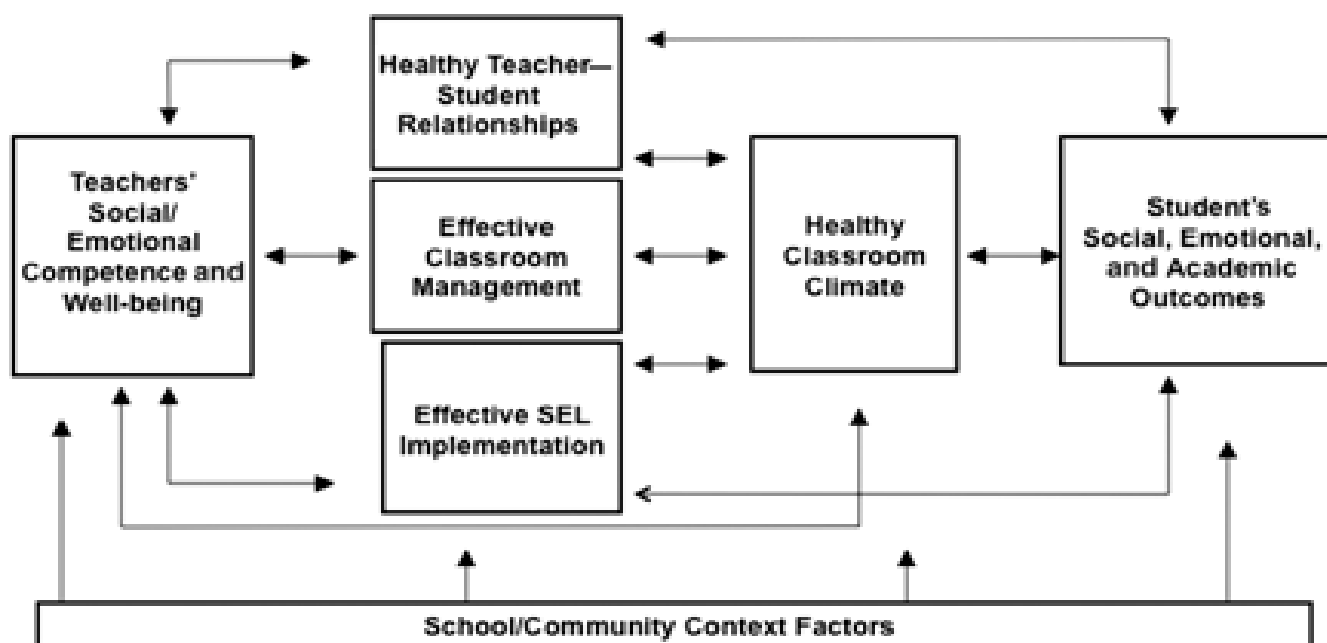 Healthy Teacher—
Student
Relationships
Teachers'
Social/
Emotional
Competence and
Well-being
Effective
Classroom
Management
Healthy
Classroom
Climate
Student's
Social, Emotional,
and Academic
Outcomes
Effective SEL
Implementation
School/Community Context Factors